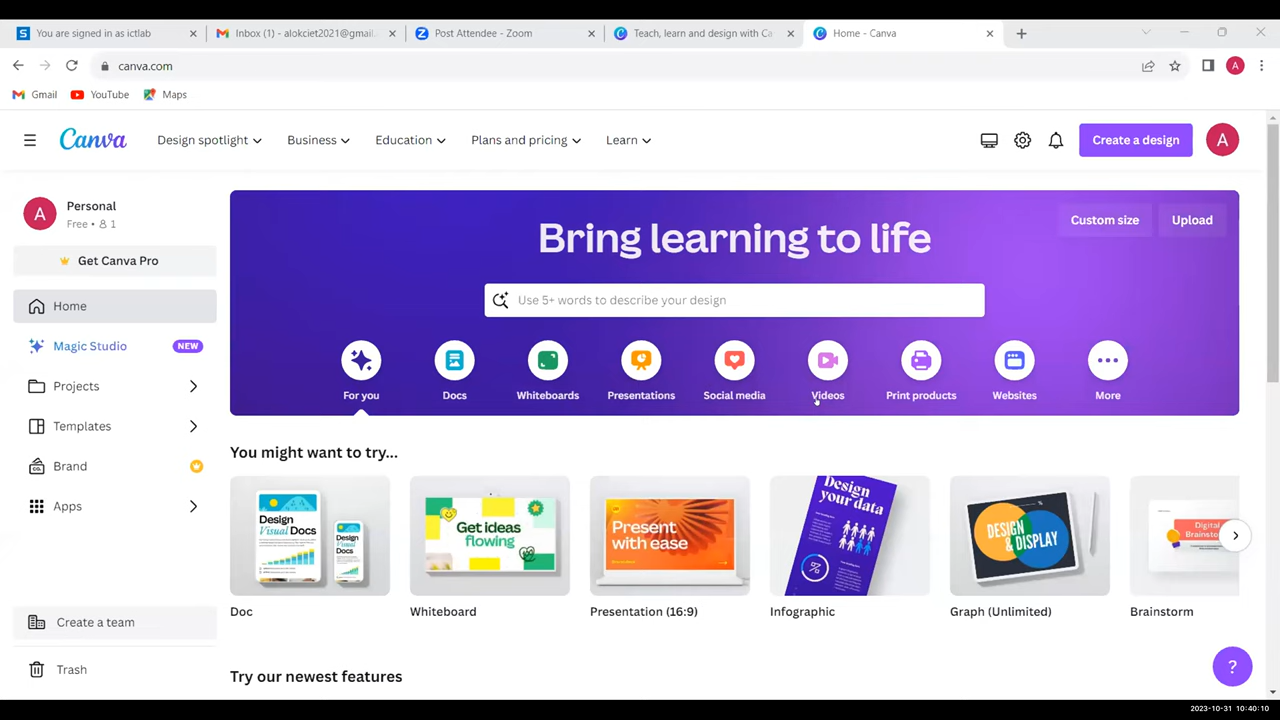 You are signed in as ictlab
Inbox (1) - alokciet2021@gmail.
Post Attendee - Zoom
Teach, learn and design with Ca
Home - Canva
canva.com
A
Gmail
YouTube
Maps
Canva
Design spotlight
Business
Education
Plans and pricing
Learn
Create a design
A
A
Personal
Free • 1
Get Canva Pro
Home
Magic Studio NEW
Projects
Templates
Brand
Apps
Create a team
Trash
Custom size
Upload
Bring learning to life
Use 5+ words to describe your design
For you
Docs
Whiteboards
Presentations
Social media
Videos
Print products
Websites
More
You might want to try...
Design
Visual Docs
Design
Visual
Docs
Get ideas
flowing
Present
with ease
Design
your data
DESIGN
& DISPLAY
Digital
Brainsto
Doc
Whiteboard
Presentation (16:9)
Infographic
Graph (Unlimited)
Brainstorm
Try our newest features
?
2023-10-31 10:40:10